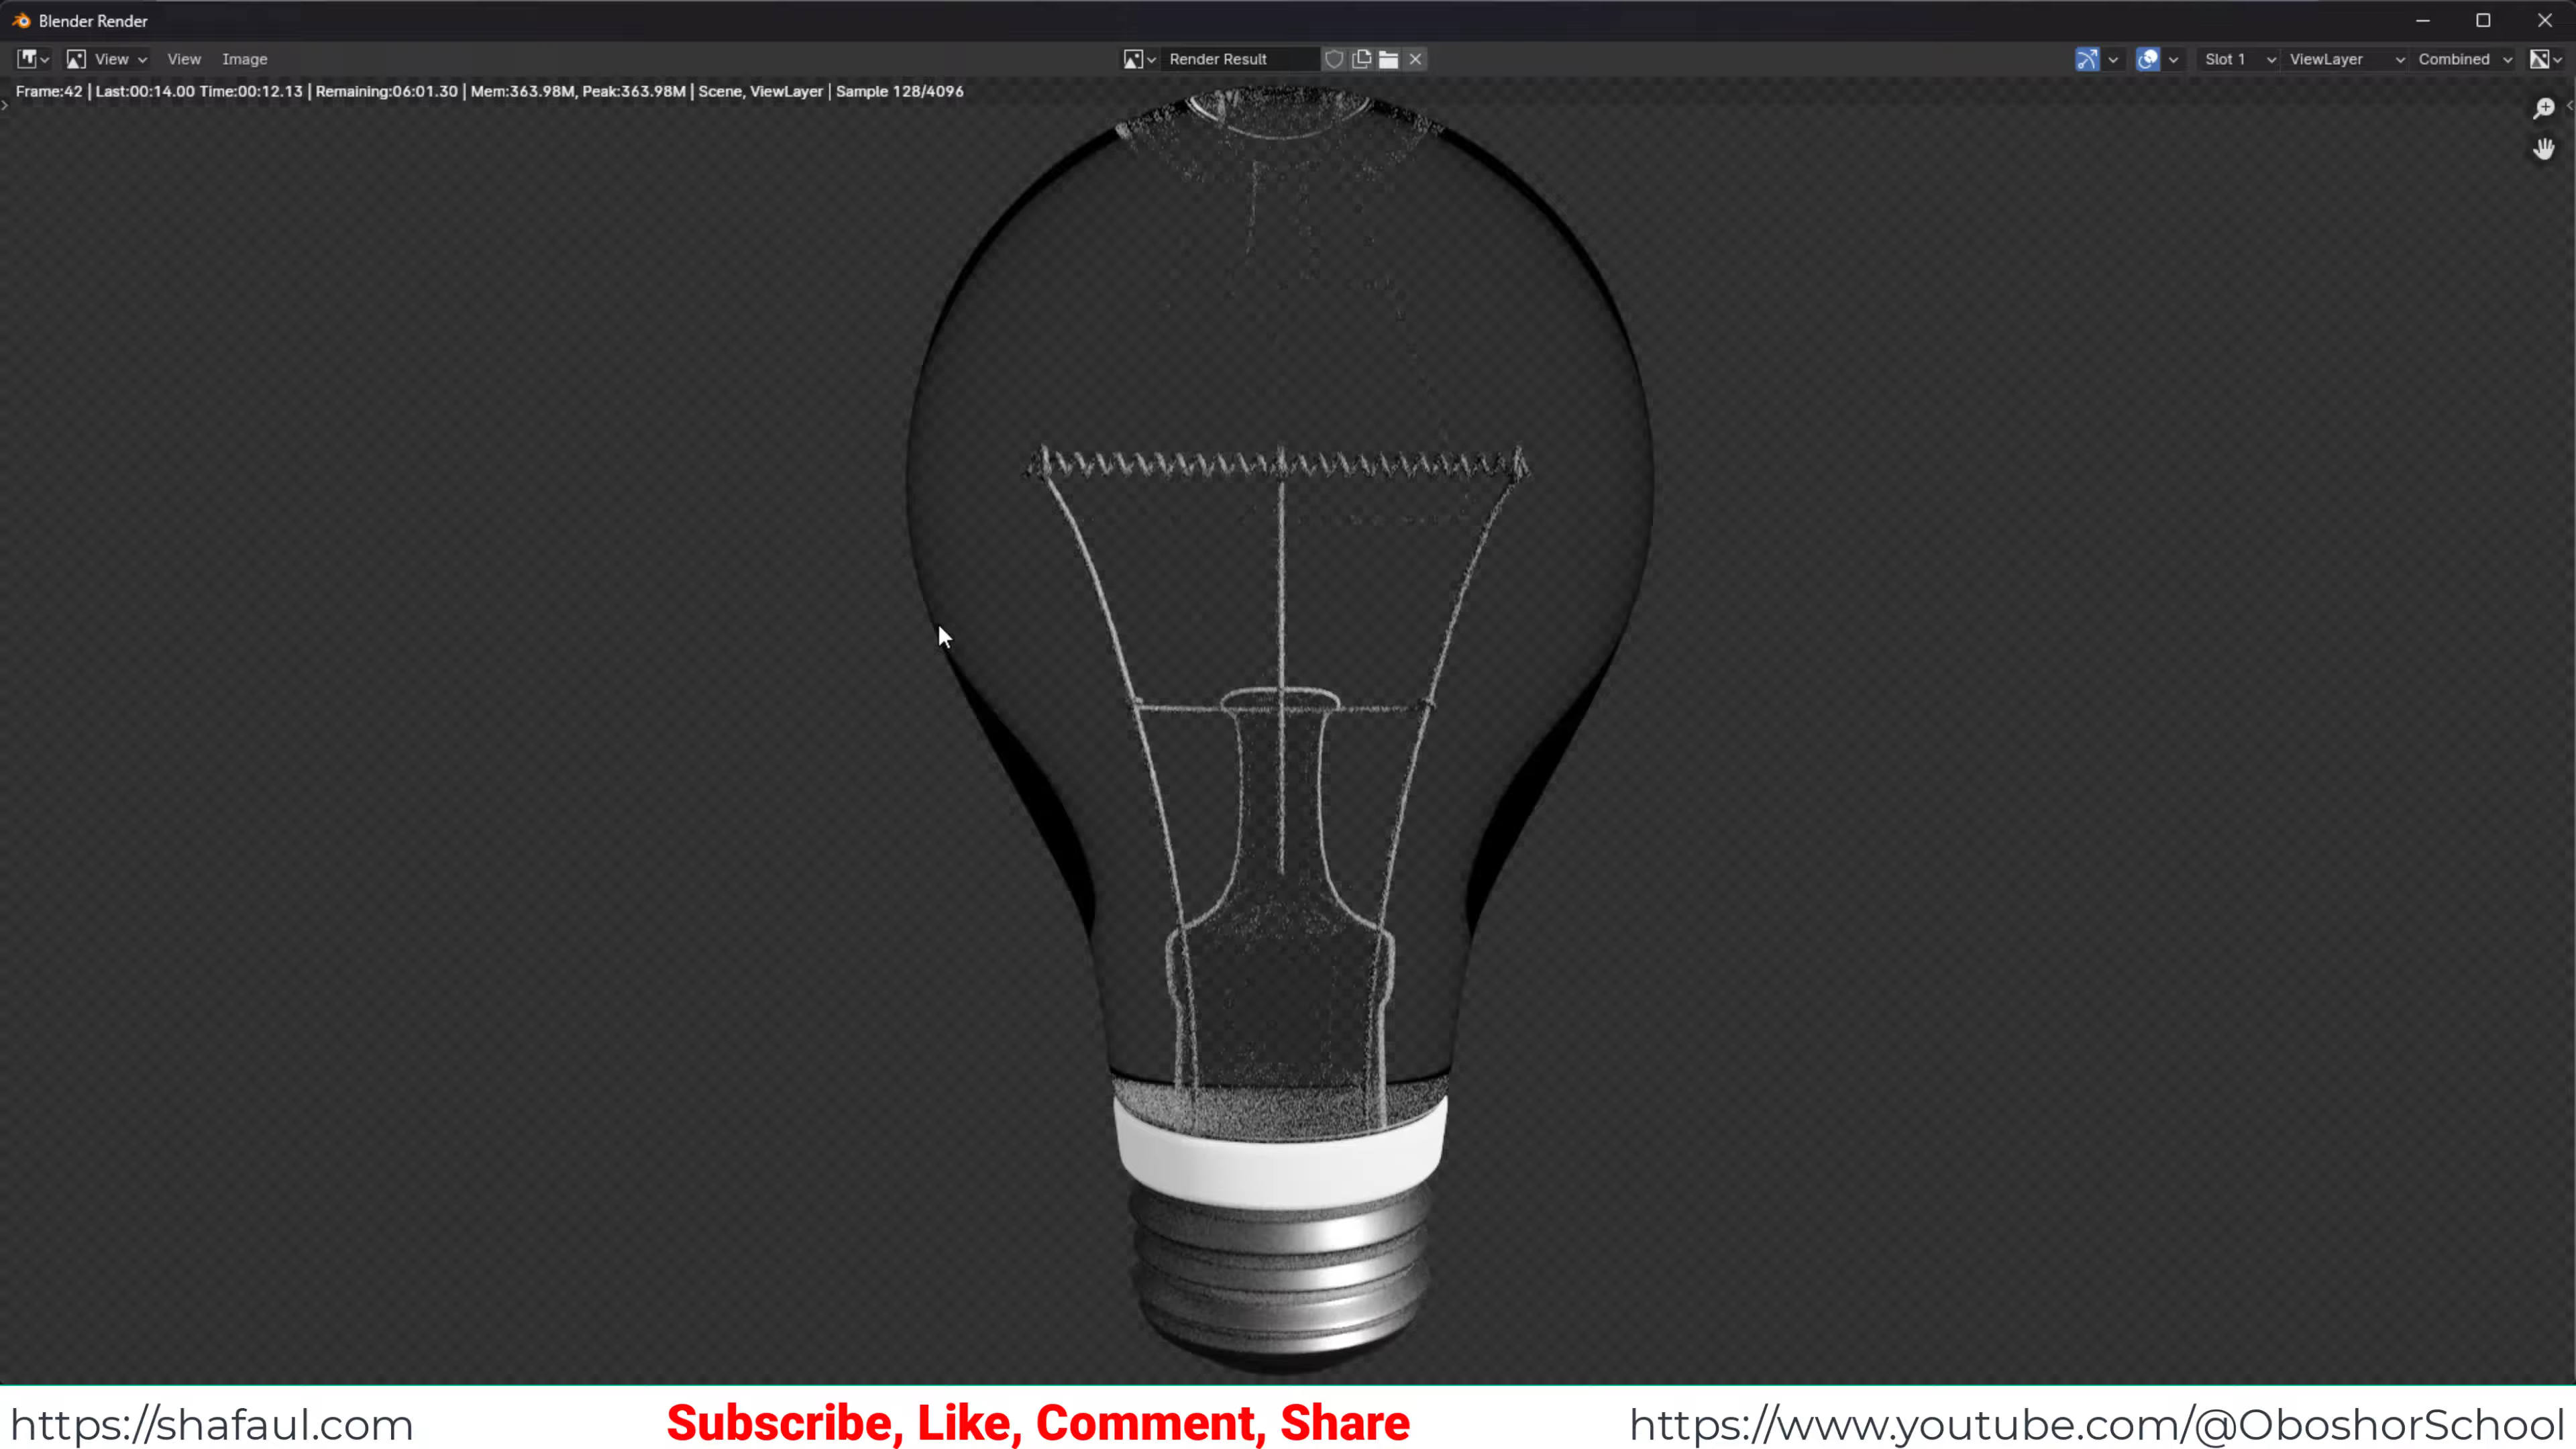 Blender Render
View View Image Render Result Slot 1 ViewLayer Combined
Frame:42 | Last:00:14.00 Time:00:12.13 | Remaining:06:01.30 | Mem:363.98M, Peak:363.98M | Scene, ViewLayer | Sample 128/4096
https://shafaul.com Subscribe, Like, Comment, Share https://www.youtube.com/@OboshorSchool